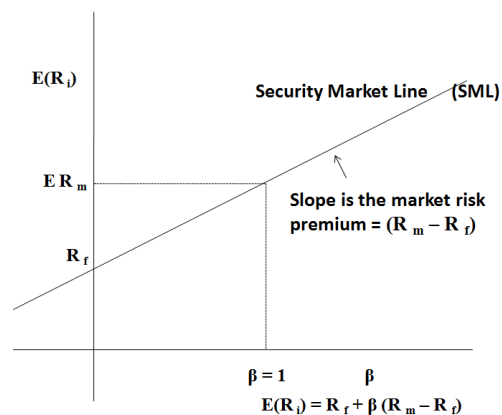 E(R i)
Security Market Line (SML)
E R m
Slope is the market risk
premium = (R m – R f)
R f
β = 1
β
E(R i) = R f + β (R m – R f)